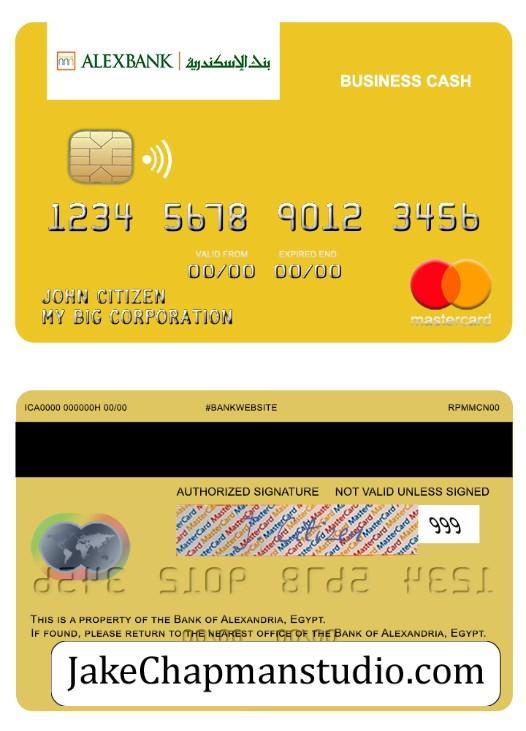 ALEXBANK | بنك الإسكندرية
BUSINESS CASH
1234 5678 9012 3456
VALID FROM EXPIRED END
00/00 00/00
JOHN CITIZEN
MY BIG CORPORATION
mastercard
ICA0000 000000H 00/00 #BANKWEBSITE RPMMCN00
AUTHORIZED SIGNATURE NOT VALID UNLESS SIGNED
MasterCard
999
THIS IS A PROPERTY OF THE BANK OF ALEXANDRIA, EGYPT.
IF FOUND, PLEASE RETURN TO THE NEAREST OFFICE OF THE BANK OF ALEXANDRIA, EGYPT.
JakeChapmanstudio.com